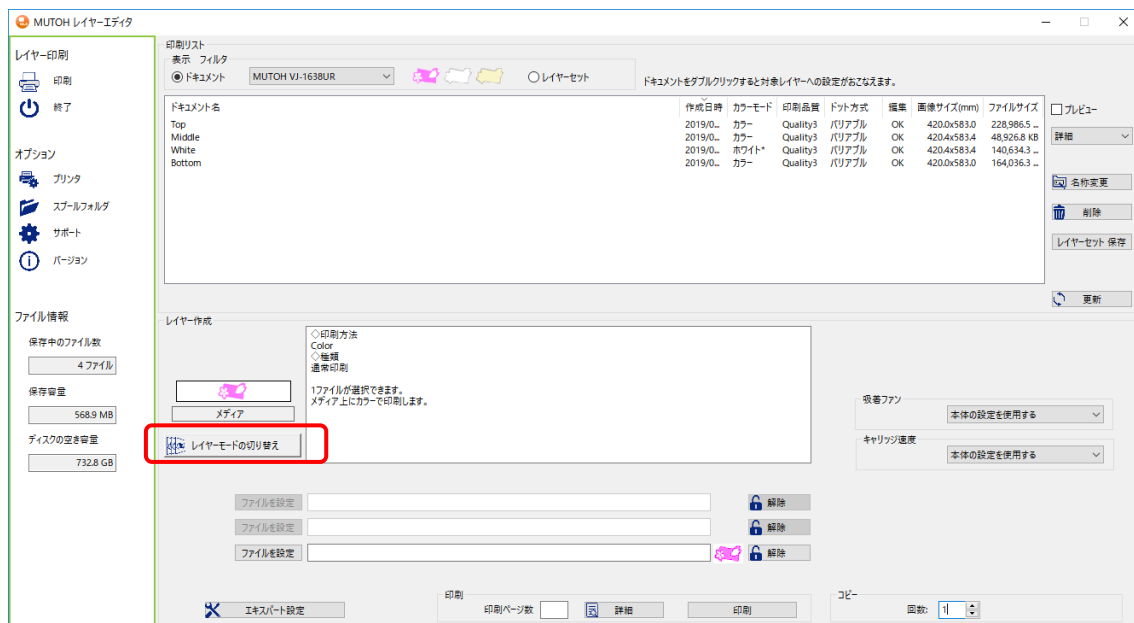 MUTOH レイヤーエディタ
レイヤー印刷
印刷
終了
オプション
プリンタ
スプールフォルダ
サポート
バージョン
ファイル情報
保存中のファイル数
4 ファイル
保存容量
568.9 MB
ディスクの空き容量
732.8 GB
印刷リスト
表示 フィルタ
ドキュメント MUTOH VJ-1638UR レイヤーセット
ドキュメントをダブルクリックすると対象レイヤーへの設定がおこなえます。
ドキュメント名 作成日時 カラーモード 印刷品質 ドット方式 編集 画像サイズ(mm) ファイルサイズ
Top 2019/0... カラー Quality3 バリアブル OK 420.0x583.0 228,986.5 ...
Middle 2019/0... カラー Quality3 バリアブル OK 420.4x583.4 48,926.8 KB
White 2019/0... ホワイト* Quality3 バリアブル OK 420.4x583.4 140,634.3 ...
Bottom 2019/0... カラー Quality3 バリアブル OK 420.0x583.0 164,036.3 ...
プレビュー
詳細
名称変更
削除
レイヤーセット 保存
更新
レイヤー作成
メディア
レイヤーモードの切り替え
◇印刷方法
Color
◇種類
通常印刷
1ファイルが選択できます。
メディア上にカラーで印刷します。
吸着ファン
本体の設定を使用する
キャリッジ速度
本体の設定を使用する
ファイルを設定 解除
ファイルを設定 解除
ファイルを設定 解除
エキスパート設定
印刷
印刷ページ数 詳細 印刷
コピー
回数: 1